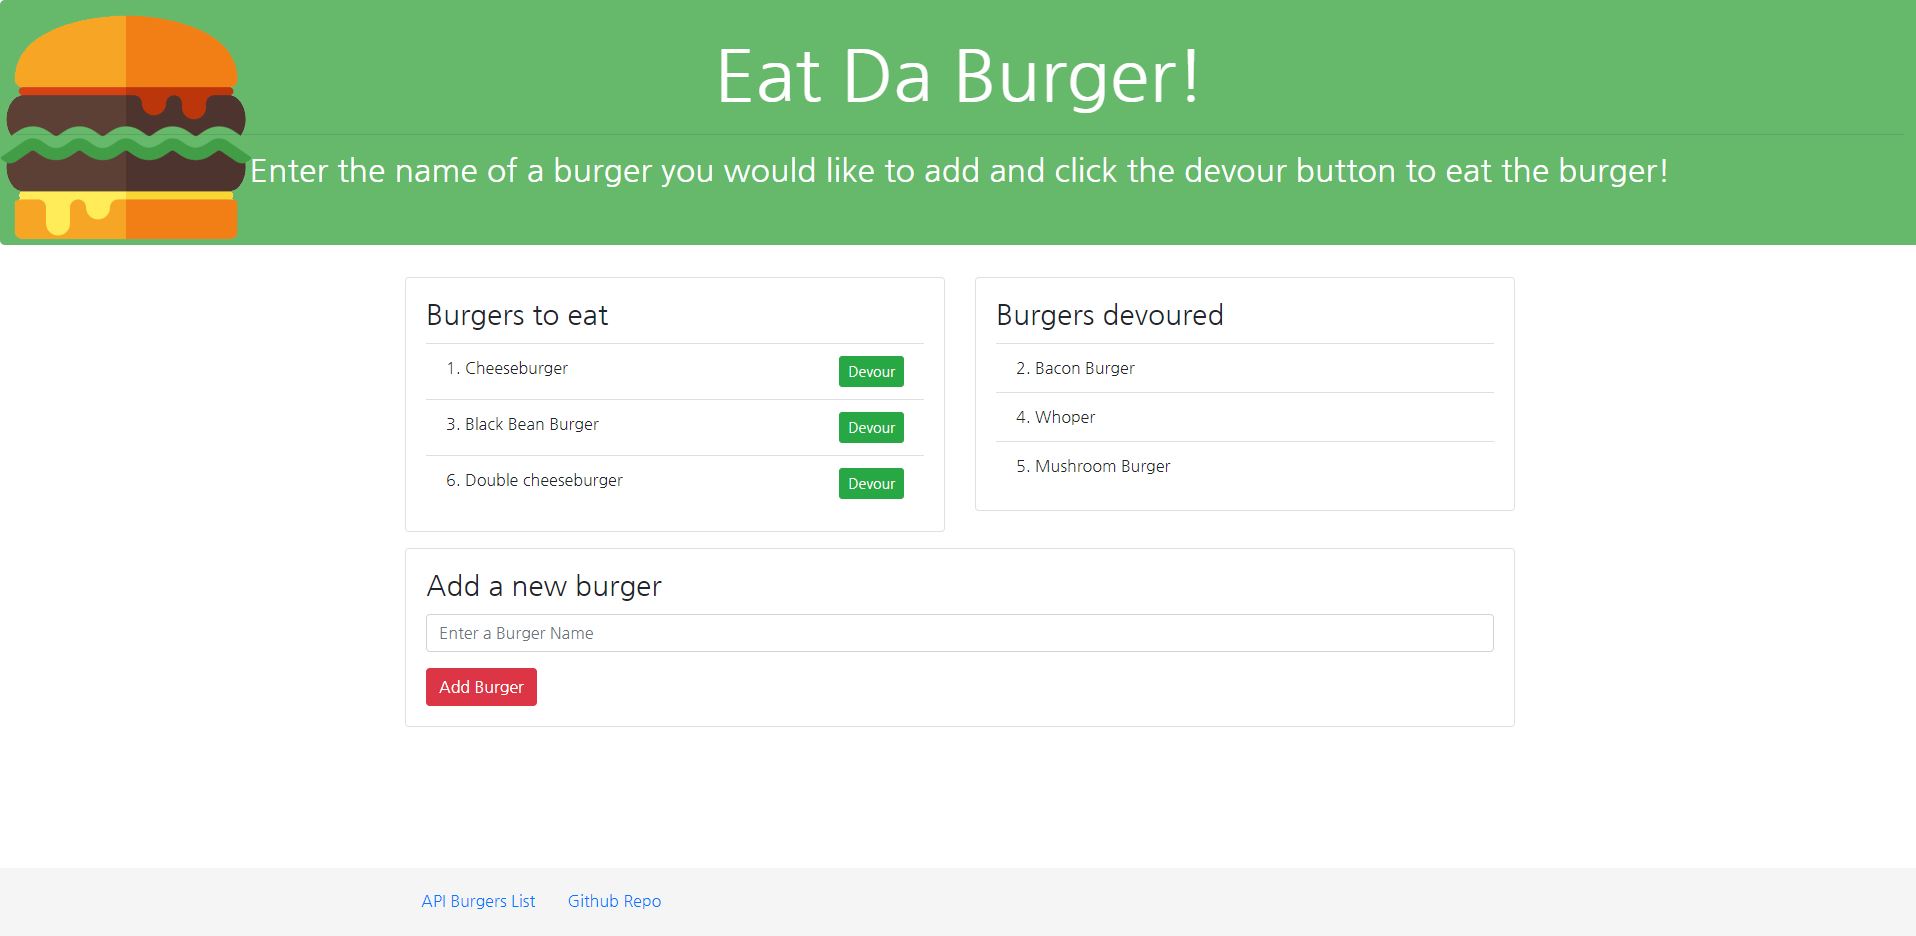 Eat Da Burger!
Enter the name of a burger you would like to add and click the devour button to eat the burger!
Burgers to eat
1. Cheeseburger
Devour
3. Black Bean Burger
Devour
6. Double cheeseburger
Devour
Burgers devoured
2. Bacon Burger
4. Whoper
5. Mushroom Burger
Add a new burger
Enter a Burger Name
Add Burger
API Burgers List
Github Repo